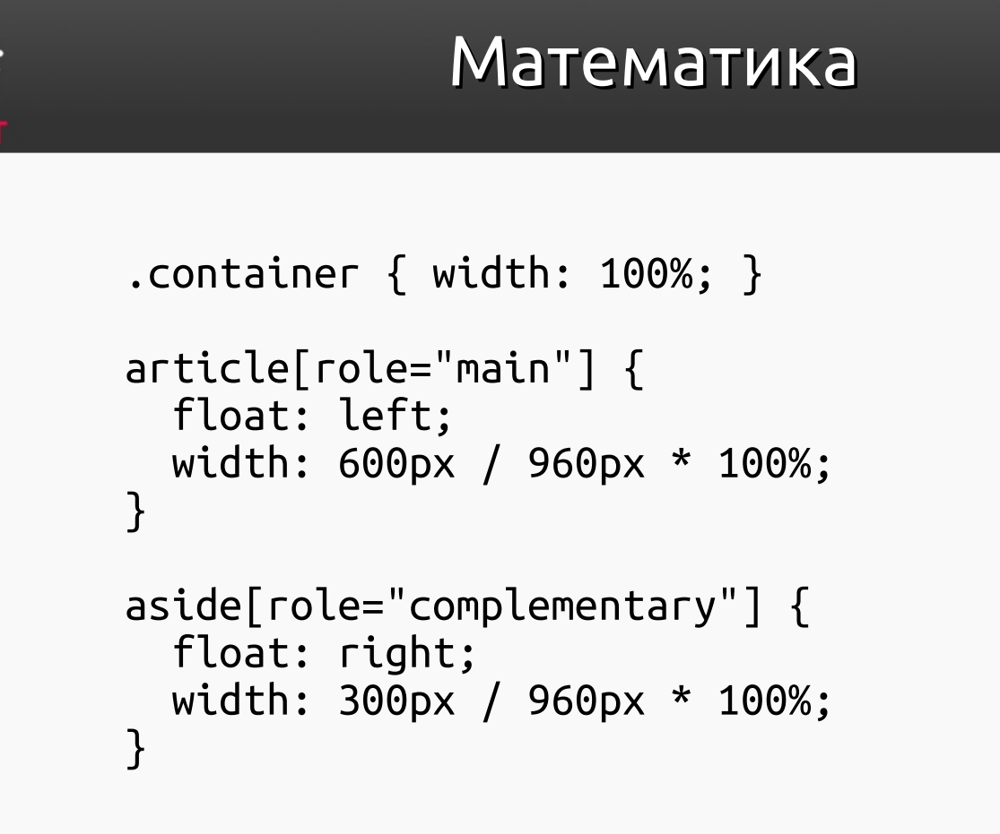 Математика
.container { width: 100%; }
article[role="main"] {
  float: left;
  width: 600px / 960px * 100%;
}
aside[role="complementary"] {
  float: right;
  width: 300px / 960px * 100%;
}